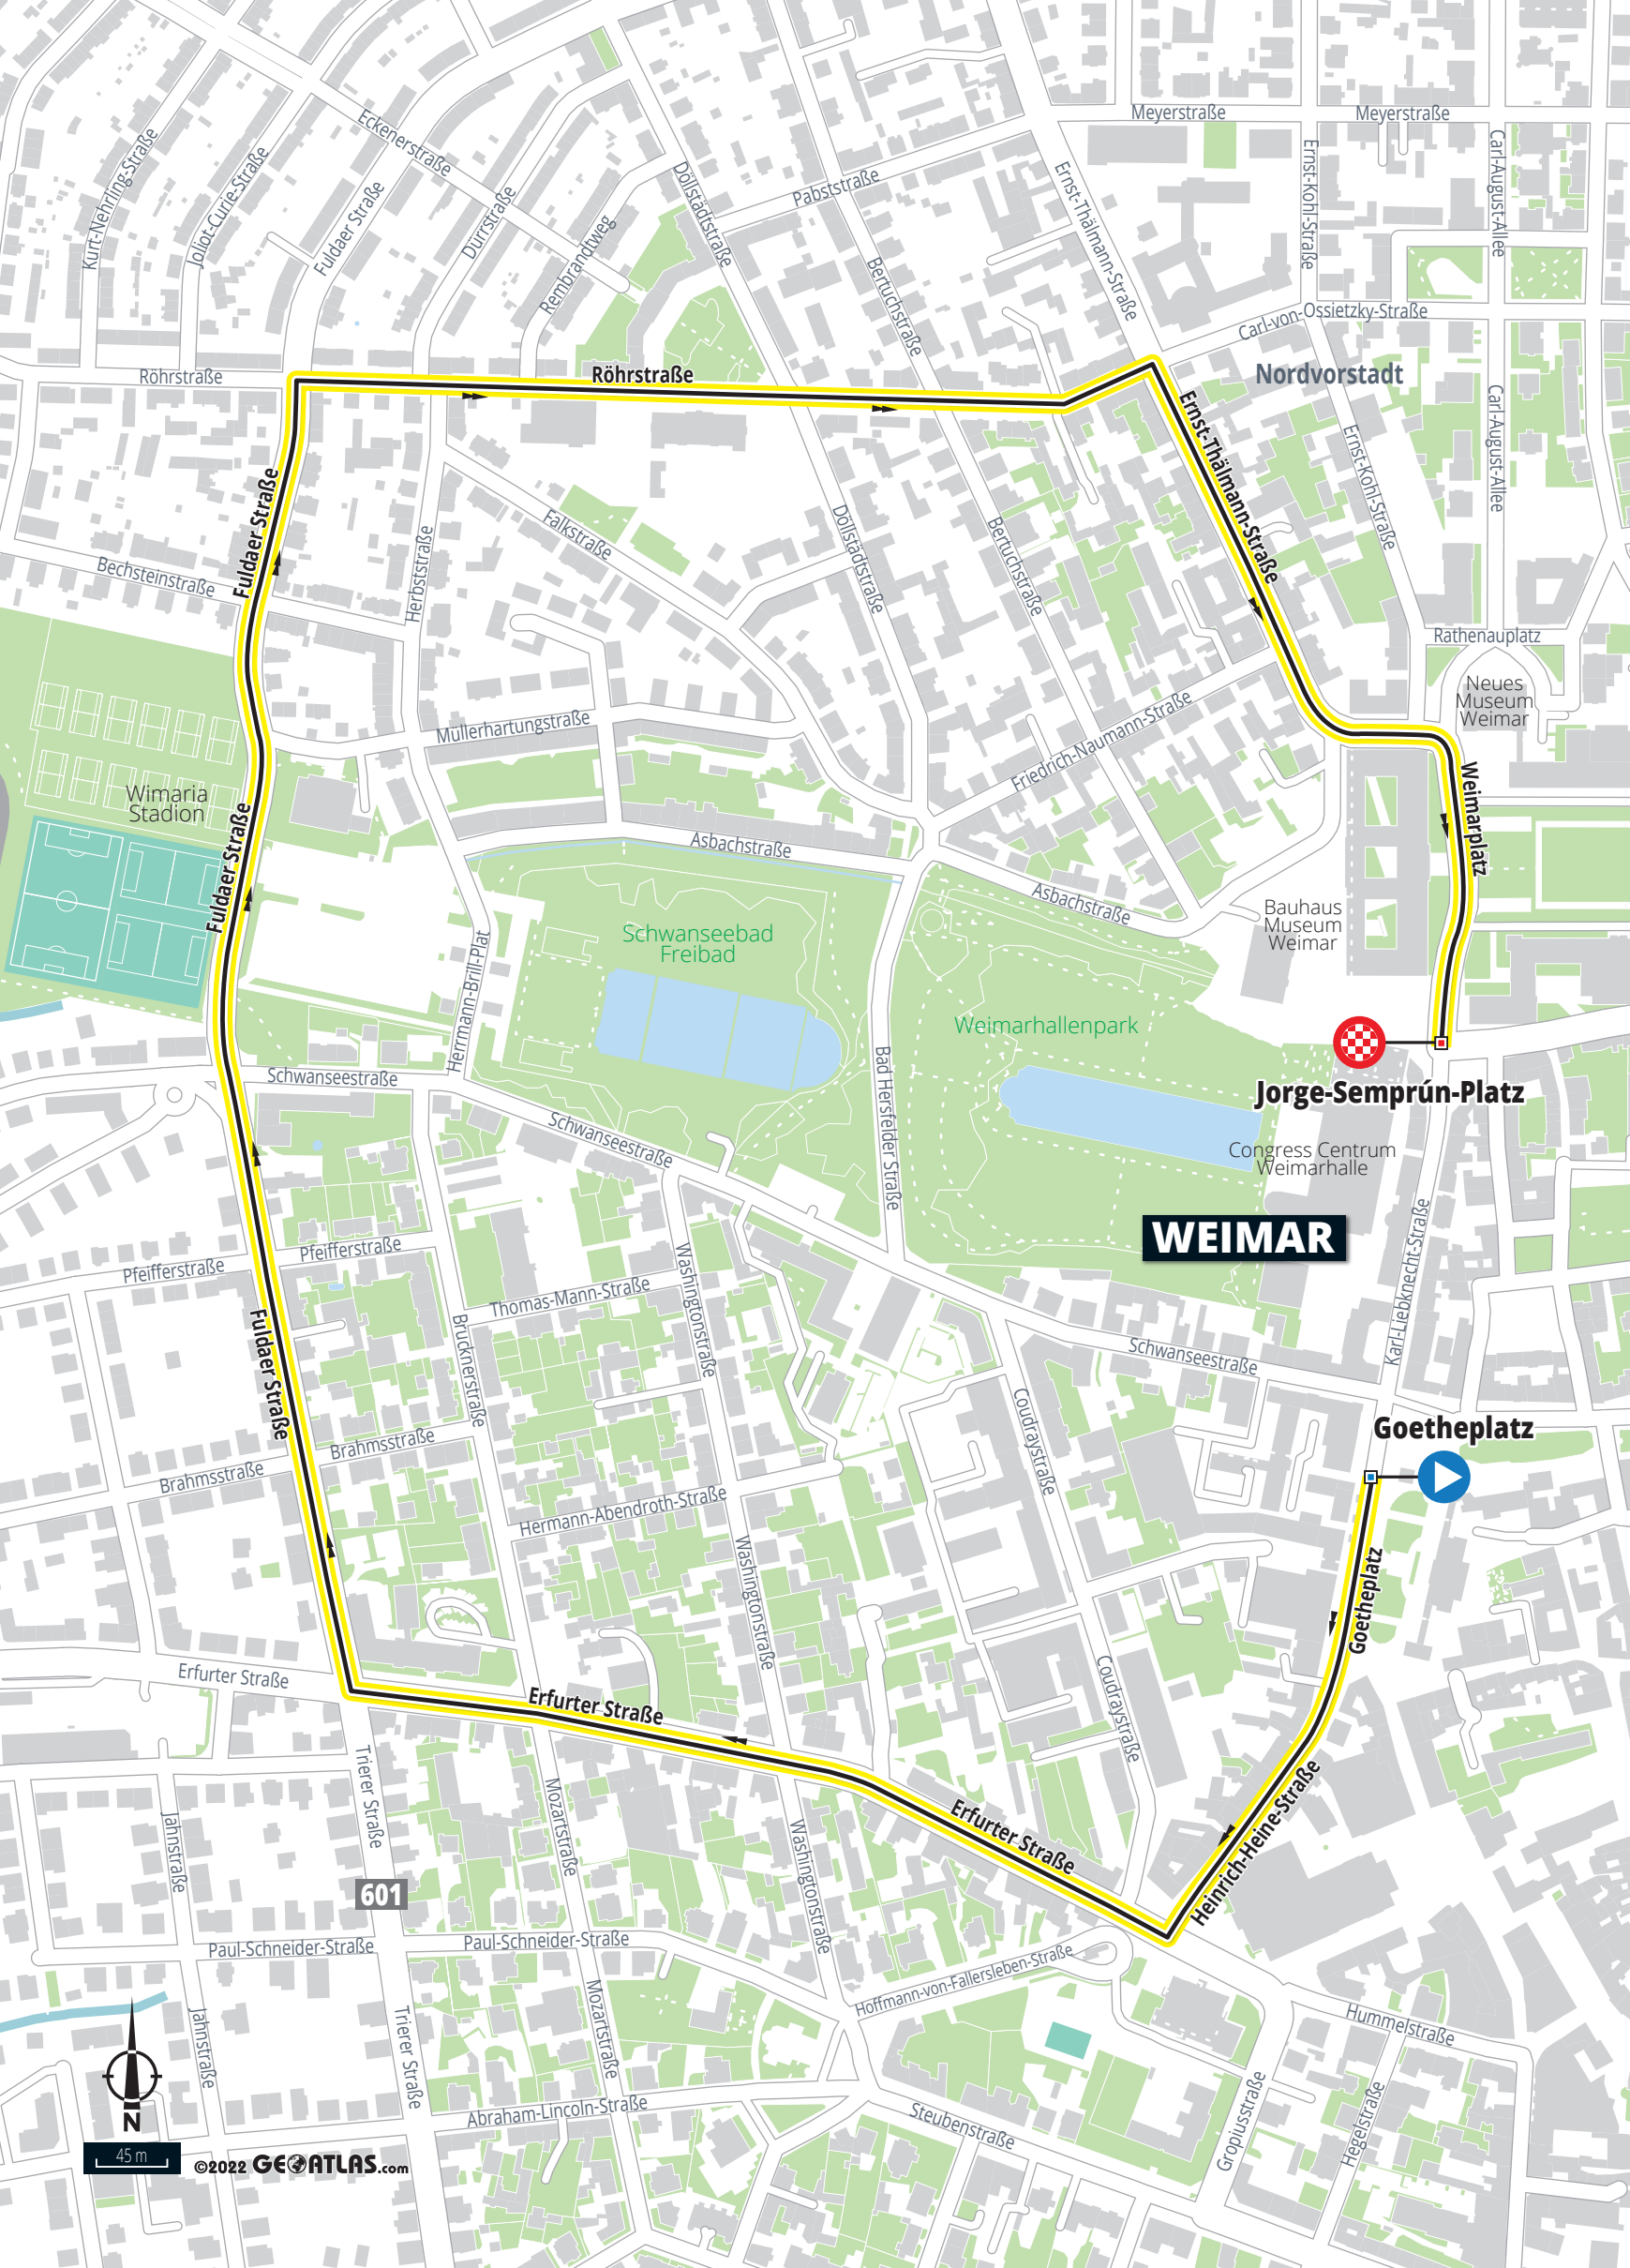 Meyerstraße
Meyerstraße
Eckenerstraße
Kurt-Nehrling-Straße
Joliot-Curie-Straße
Fuldaer Straße
Dürrstraße
Rembrandtweg
Döllstädtstraße
Pabststraße
Bertuchstraße
Ernst-Thälmann-Straße
Ernst-Kohl-Straße
Carl-August-Allee
Carl-von-Ossietzky-Straße
Röhrstraße
Röhrstraße
Nordvorstadt
Ernst-Thälmann-Straße
Ernst-Kohl-Straße
Carl-August-Allee
Fuldaer Straße
Bechsteinstraße
Herbststraße
Falkstraße
Döllstädtstraße
Bertuchstraße
Rathenauplatz
Neues
Museum
Weimar
Müllerhartungstraße
Friedrich-Naumann-Straße
Weimarplatz
Wimaria
Stadion
Fuldaer Straße
Asbachstraße
Asbachstraße
Bauhaus
Museum
Weimar
Schwanseebad
Freibad
Herrmann-Brill-Plat
Weimarhallenpark
Bad Hersfelder Straße
Jorge-Semprún-Platz
Schwanseestraße
Schwanseestraße
Congress Centrum
Weimarhalle
WEIMAR
Karl-Liebknecht-Straße
Pfeifferstraße
Pfeifferstraße
Thomas-Mann-Straße
Washingtonstraße
Brucknerstraße
Fuldaer Straße
Schwanseestraße
Coudraystraße
Goetheplatz
Brahmsstraße
Brahmsstraße
Hermann-Abendroth-Straße
Washingtonstraße
Goetheplatz
Erfurter Straße
Erfurter Straße
Coudraystraße
Trierer Straße
Mozartstraße
Erfurter Straße
Heinrich-Heine-Straße
Jahnstraße
Washingtonstraße
601
Paul-Schneider-Straße
Paul-Schneider-Straße
Hoffmann-von-Fallersleben-Straße
Hummelstraße
Jahnstraße
Trierer Straße
Mozartstraße
Abraham-Lincoln-Straße
Steubenstraße
Gropiusstraße
Hegelstraße
N
45 m
©2022 GEOATLAS.com